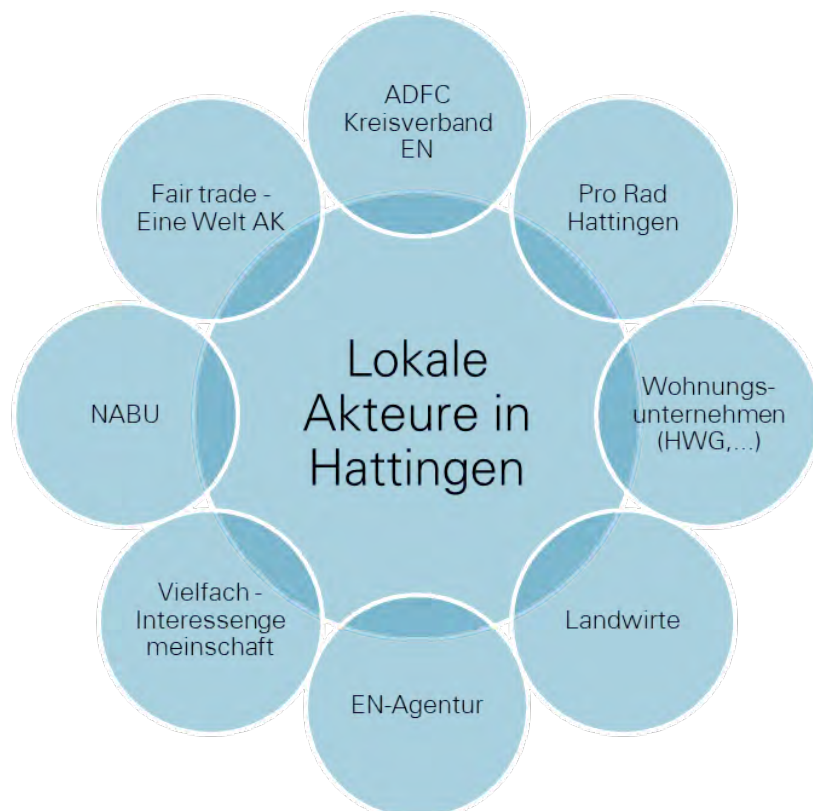 ADFC
Kreisverband
EN
Pro Rad
Hattingen
Wohnungs-
unternehmen
(HWG,...)
Landwirte
EN-Agentur
Vielfach -
Interessenge
meinschaft
NABU
Fair trade -
Eine Welt AK
Lokale
Akteure in
Hattingen